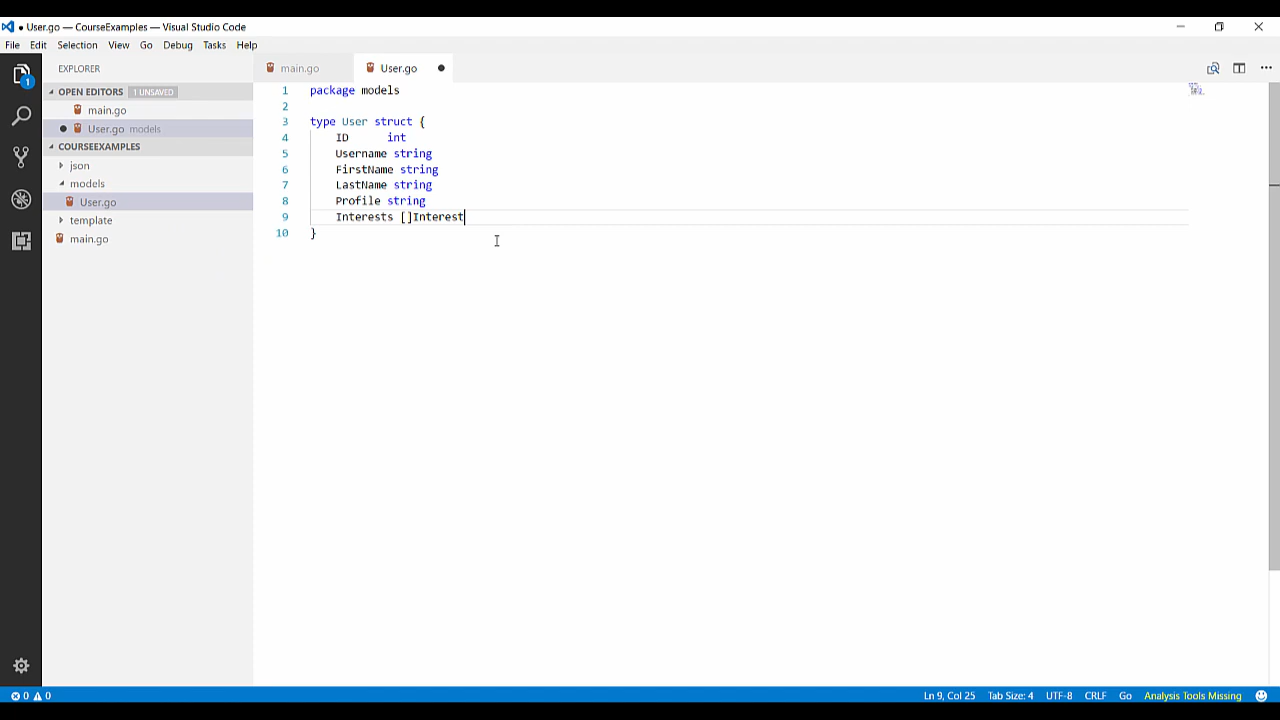 ● User.go — CourseExamples — Visual Studio Code
File Edit Selection View Go Debug Tasks Help
EXPLORER
main.go
User.go ●
OPEN EDITORS 1 UNSAVED
main.go
● User.go models
COURSEEXAMPLES
json
models
User.go
template
main.go
1
1 package models
2
3 type User struct {
4 ID int
5 Username string
6 FirstName string
7 LastName string
8 Profile string
9 Interests []Interest
10 }
0 0 Ln 9, Col 25 Tab Size: 4 UTF-8 CRLF Go Analysis Tools Missing